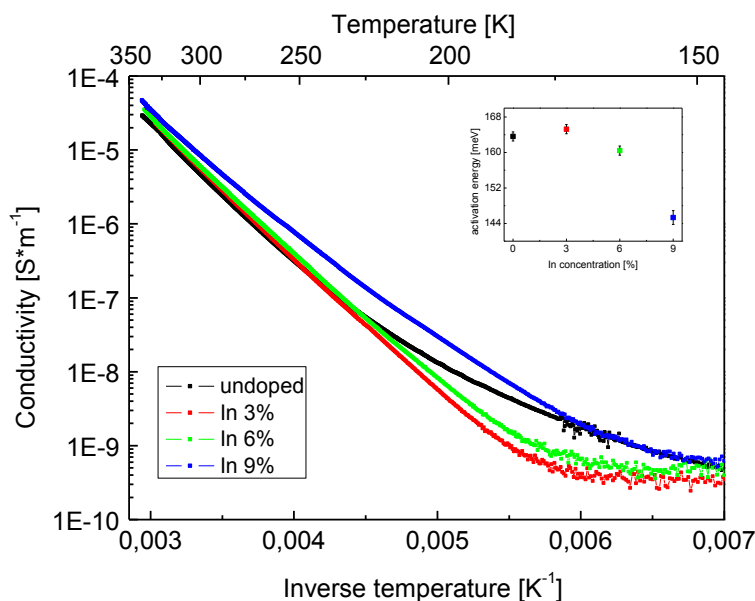 Temperature [K]
350 300 250 200 150
1E-4
1E-5
1E-6
1E-7
1E-8
1E-9
1E-10
Conductivity [S*m-1]
168
160
152
144
activation energy [meV]
0 3 6 9
In concentration [%]
undoped
In 3%
In 6%
In 9%
0,003 0,004 0,005 0,006 0,007
Inverse temperature [K-1]